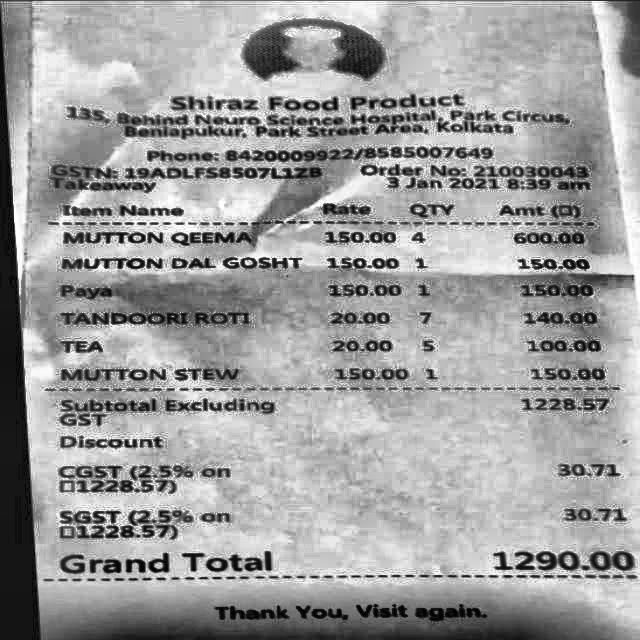 Shiraz Food Product
135, Behind Neuro Science Hospital, Park Circus,
Beniapukur, Park Street Area, Kolkata
Phone: 8420009922/8585007649
GSTN: 19ADLFS8507L1ZB Order No: 210030043
Takeaway 3 Jan 2021 8:39 am
Item Name Rate QTY Amt (□)
MUTTON QEEMA 150.00 4 600.00
MUTTON DAL GOSHT 150.00 1 150.00
Paya 150.00 1 150.00
TANDOORI ROTI 20.00 7 140.00
TEA 20.00 5 100.00
MUTTON STEW 150.00 1 150.00
Subtotal Excluding 1228.57
GST
Discount
CGST (2.5% on 30.71
□1228.57)
SGST (2.5% on 30.71
□1228.57)
Grand Total 1290.00
Thank You, Visit again.